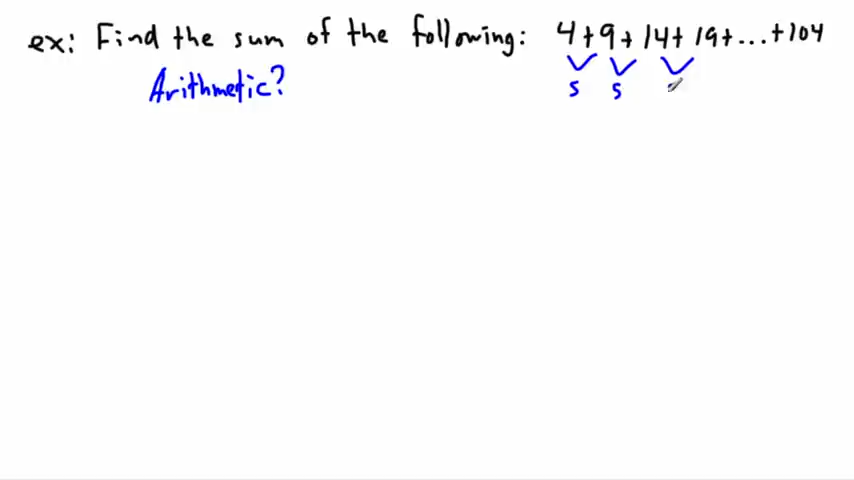 ex: Find the sum of the following: 4+9+14+19+...+104
Arithmetic? 5 5